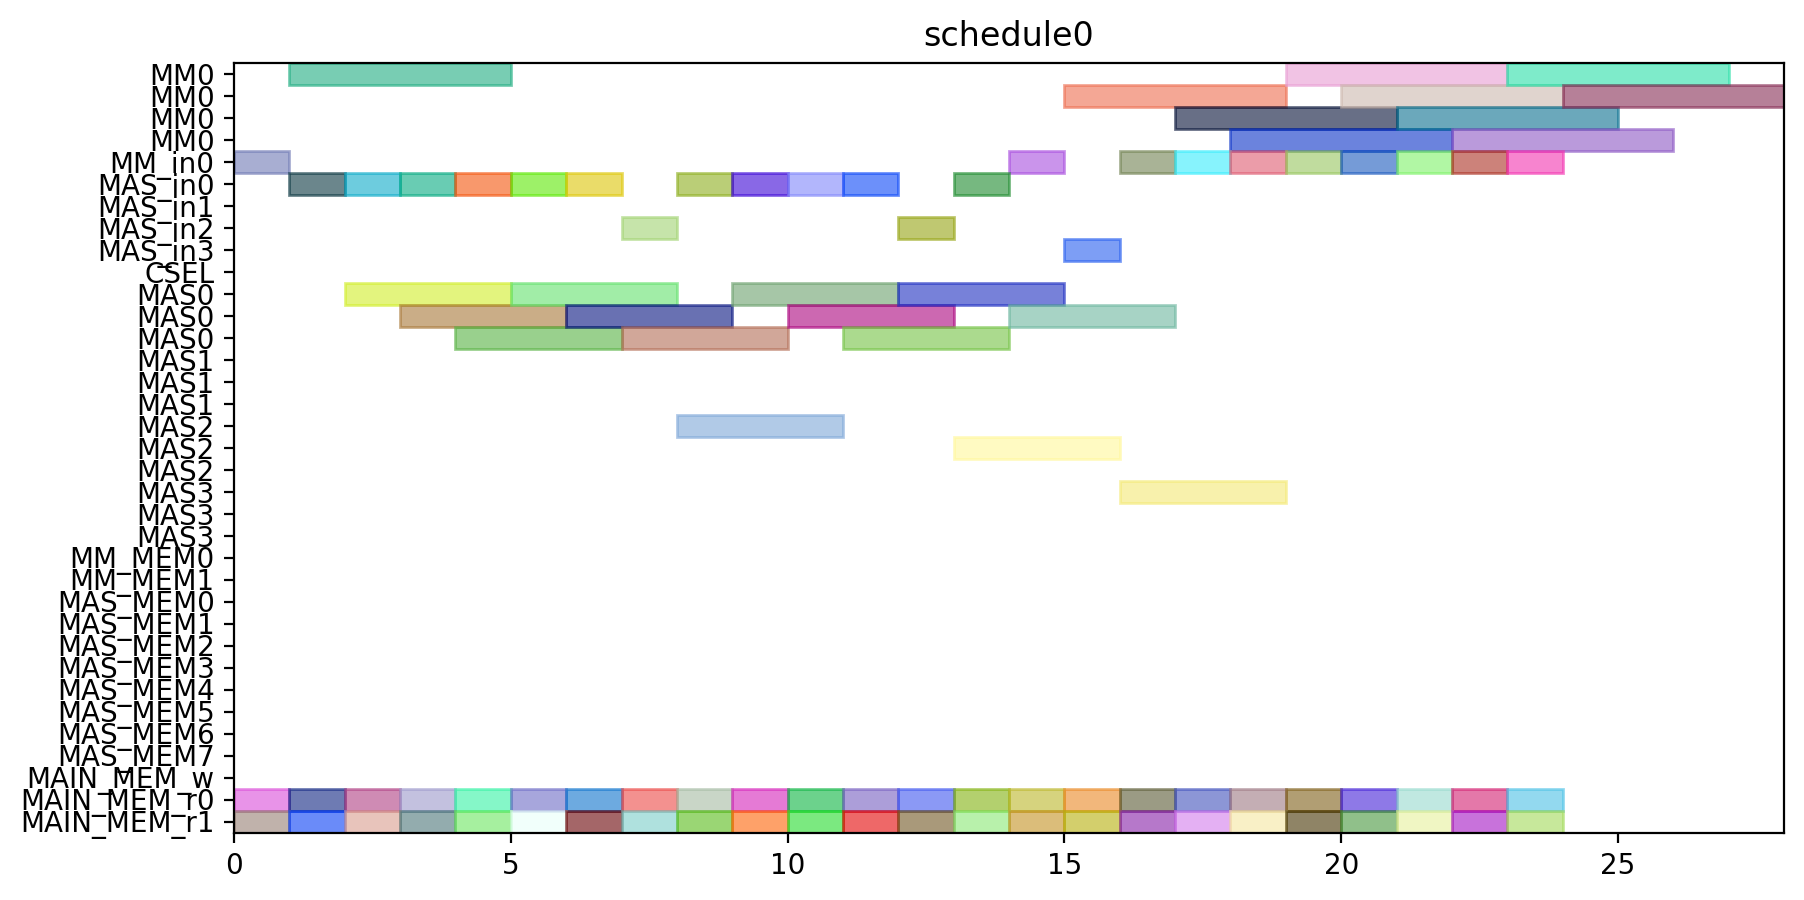 schedule0
MM0
MM0
MM0
MM0
MM_in0
MAS_in0
MAS_in1
MAS_in2
MAS_in3
CSEL
MAS0
MAS0
MAS0
MAS1
MAS1
MAS1
MAS2
MAS2
MAS2
MAS3
MAS3
MAS3
MM_MEM0
MM_MEM1
MAS_MEM0
MAS_MEM1
MAS_MEM2
MAS_MEM3
MAS_MEM4
MAS_MEM5
MAS_MEM6
MAS_MEM7
MAIN_MEM_w
MAIN_MEM_r0
MAIN_MEM_r1
0 5 10 15 20 25